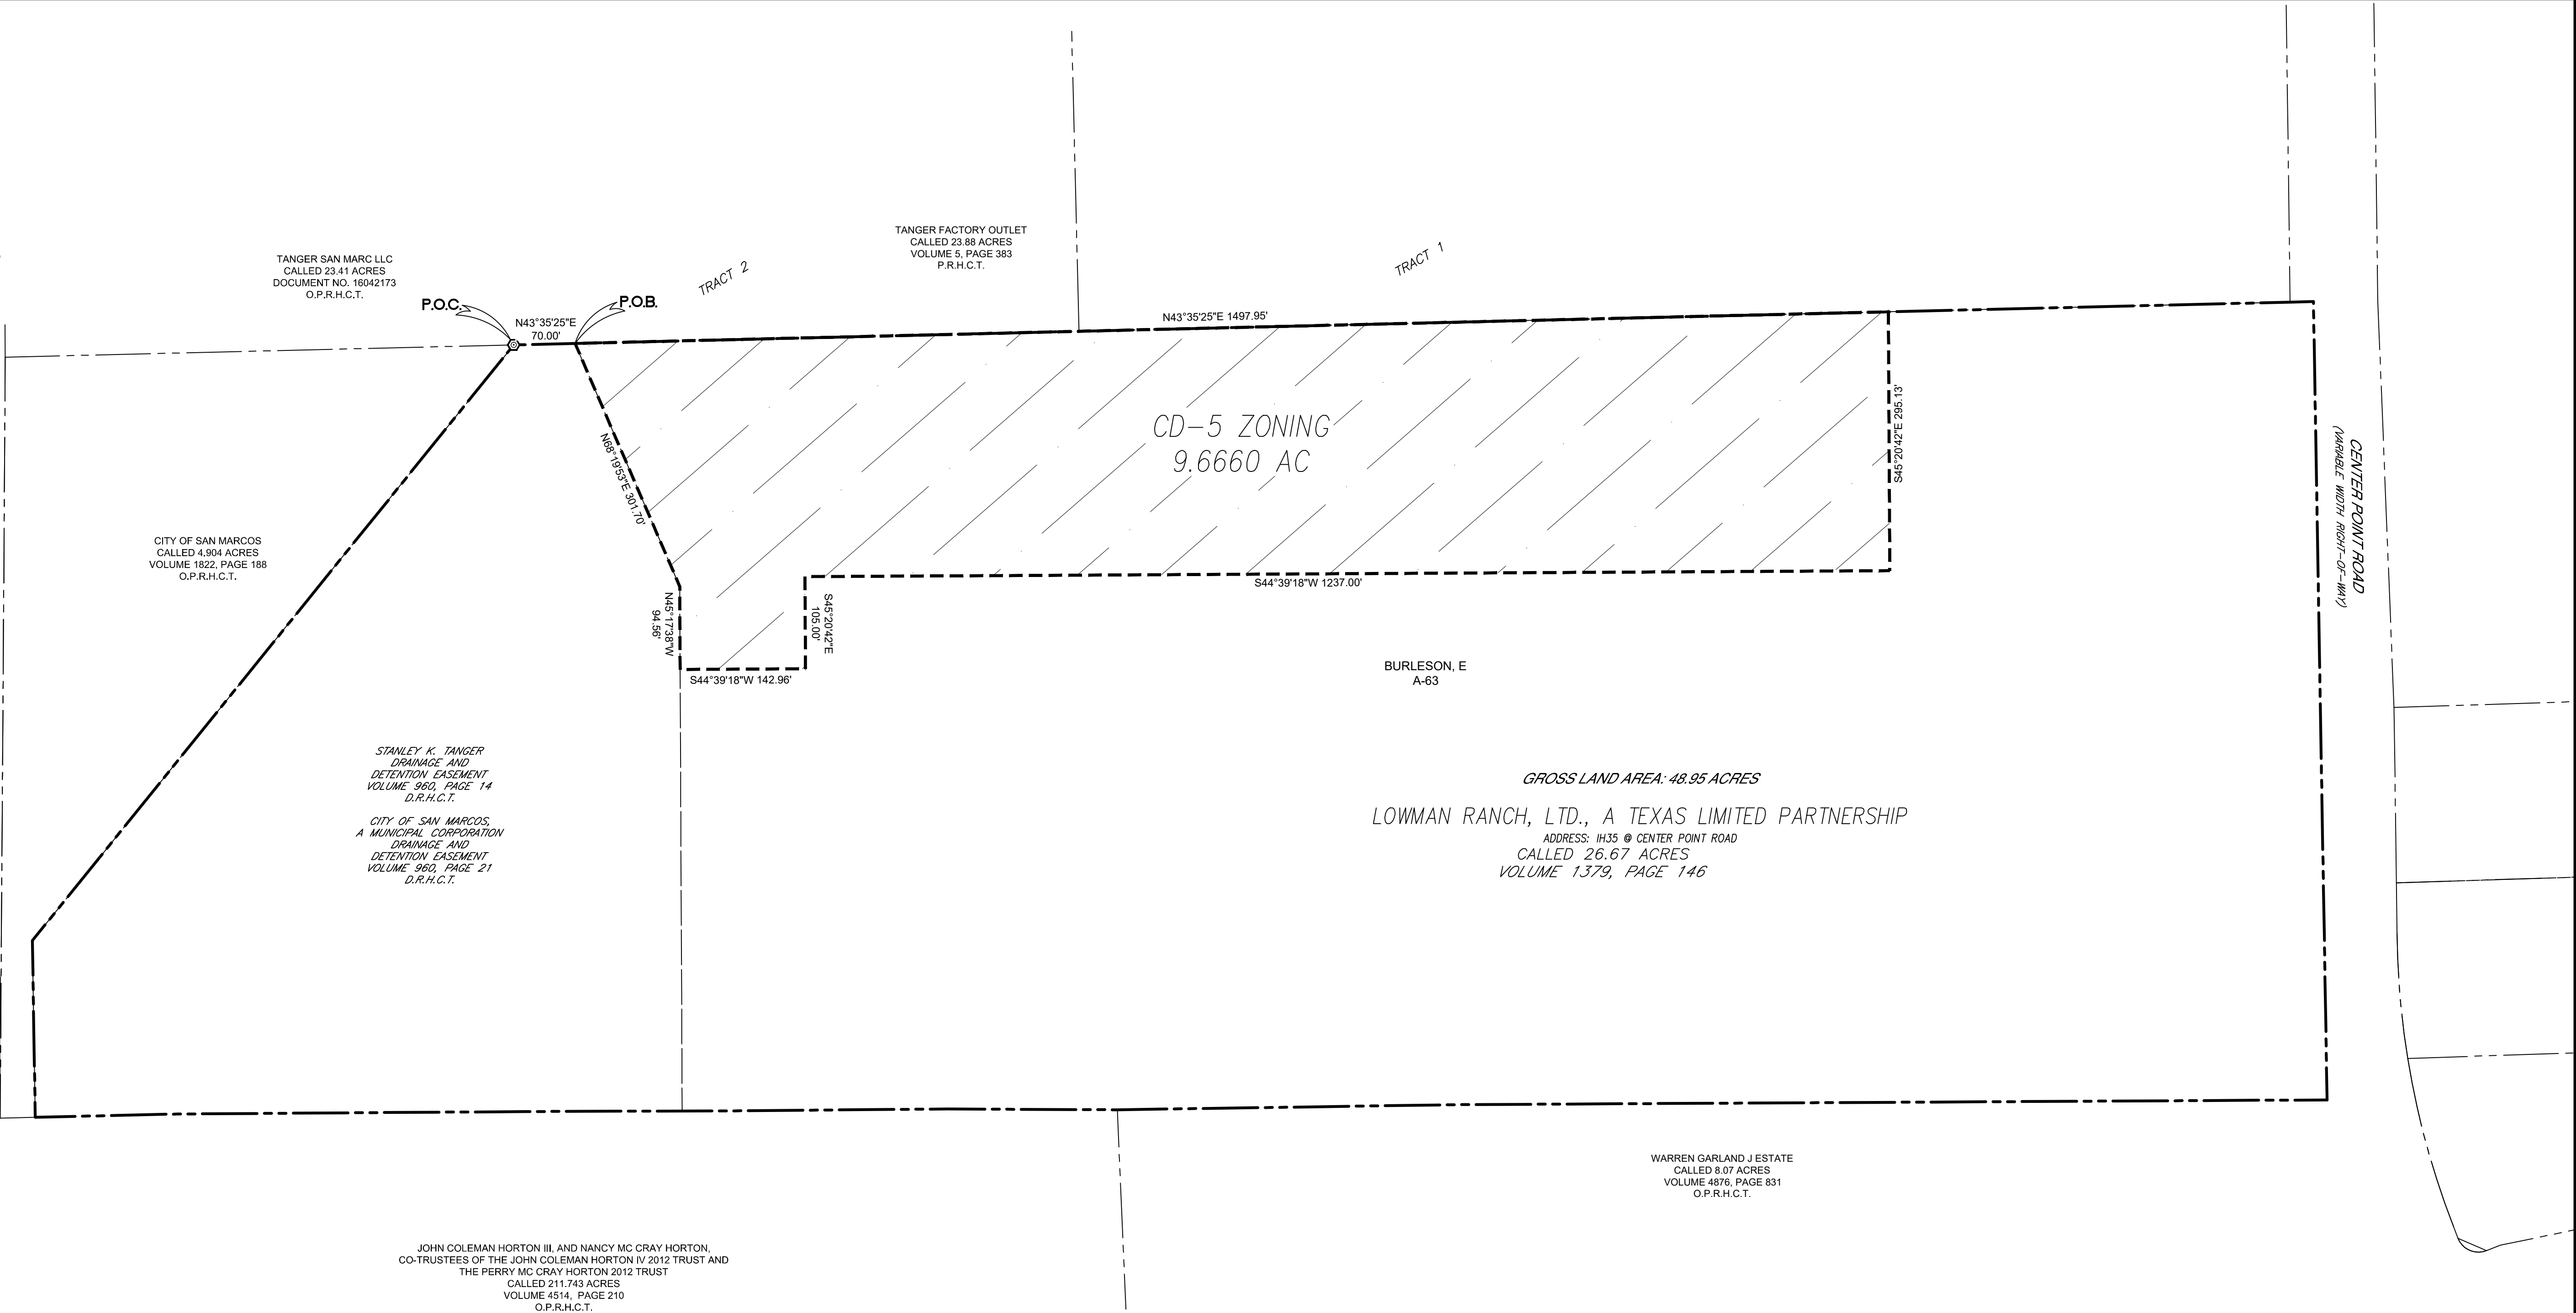 TANGER FACTORY OUTLET
CALLED 23.88 ACRES
VOLUME 5, PAGE 383
P.R.H.C.T.
TRACT 1
TANGER SAN MARC LLC
CALLED 23.41 ACRES
DOCUMENT NO. 16042173
O.P.R.H.C.T.
TRACT 2
P.O.C.
P.O.B.
N43°35'25"E
70.00'
N43°35'25"E 1497.95'
CD-5 ZONING
9.6660 AC
S45°20'42"E 295.13'
N68°19'53"E 301.70'
CENTER POINT ROAD
(VARIABLE WIDTH RIGHT-OF-WAY)
CITY OF SAN MARCOS
CALLED 4.904 ACRES
VOLUME 1822, PAGE 188
O.P.R.H.C.T.
S44°39'18"W 1237.00'
N45°17'38"W
94.56'
S45°20'42"E
105.00'
S44°39'18"W 142.96'
BURLESON, E
A-63
STANLEY K. TANGER
DRAINAGE AND
DETENTION EASEMENT
VOLUME 960, PAGE 14
D.R.H.C.T.
CITY OF SAN MARCOS,
A MUNICIPAL CORPORATION
DRAINAGE AND
DETENTION EASEMENT
VOLUME 960, PAGE 21
D.R.H.C.T.
GROSS LAND AREA: 48.95 ACRES
LOWMAN RANCH, LTD., A TEXAS LIMITED PARTNERSHIP
ADDRESS: IH35 @ CENTER POINT ROAD
CALLED 26.67 ACRES
VOLUME 1379, PAGE 146
WARREN GARLAND J ESTATE
CALLED 8.07 ACRES
VOLUME 4876, PAGE 831
O.P.R.H.C.T.
JOHN COLEMAN HORTON III, AND NANCY MC CRAY HORTON,
CO-TRUSTEES OF THE JOHN COLEMAN HORTON IV 2012 TRUST AND
THE PERRY MC CRAY HORTON 2012 TRUST
CALLED 211.743 ACRES
VOLUME 4514, PAGE 210
O.P.R.H.C.T.